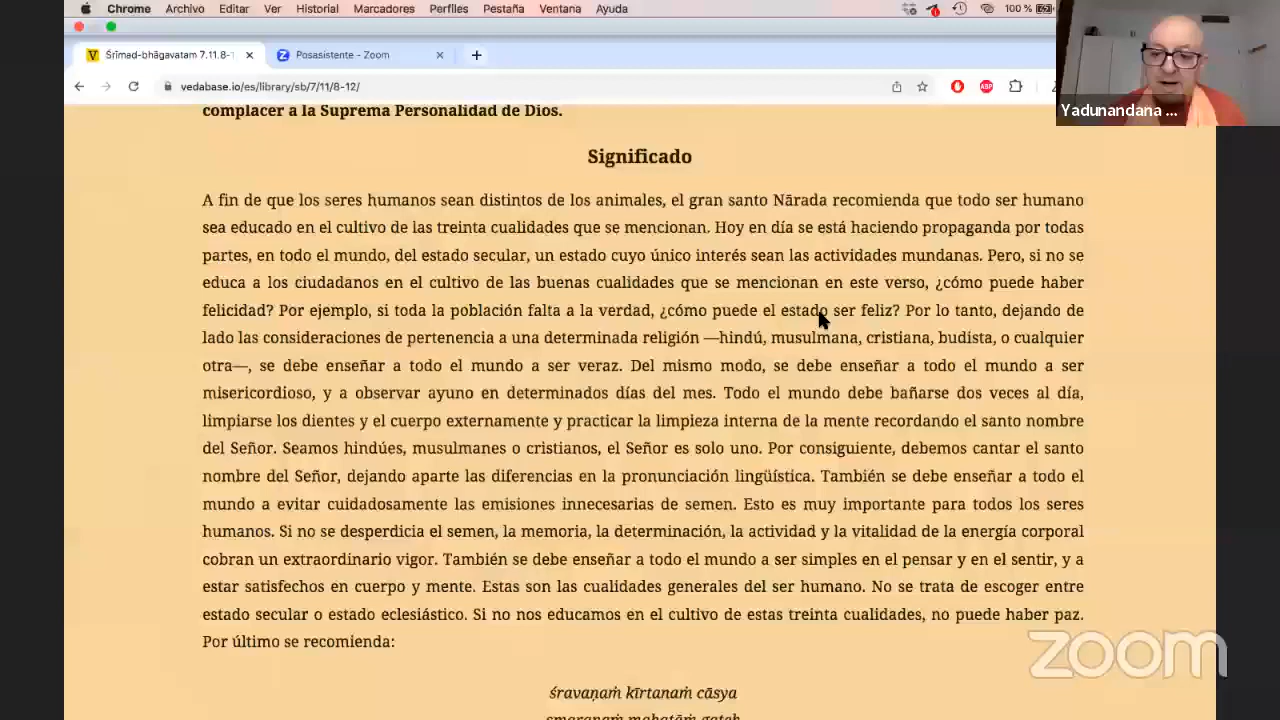 Chrome Archivo Editar Ver Historial Marcadores Perfiles Pestaña Ventana Ayuda 100 %
Śrīmad-bhāgavatam 7.11.8-1 Posasistente - Zoom
vedabase.io/es/library/sb/7/11/8-12/
Yadunandana ...
complacer a la Suprema Personalidad de Dios.
Significado
A fin de que los seres humanos sean distintos de los animales, el gran santo Nārada recomienda que todo ser humano
sea educado en el cultivo de las treinta cualidades que se mencionan. Hoy en día se está haciendo propaganda por todas
partes, en todo el mundo, del estado secular, un estado cuyo único interés sean las actividades mundanas. Pero, si no se
educa a los ciudadanos en el cultivo de las buenas cualidades que se mencionan en este verso, ¿cómo puede haber
felicidad? Por ejemplo, si toda la población falta a la verdad, ¿cómo puede el estado ser feliz? Por lo tanto, dejando de
lado las consideraciones de pertenencia a una determinada religión —hindú, musulmana, cristiana, budista, o cualquier
otra—, se debe enseñar a todo el mundo a ser veraz. Del mismo modo, se debe enseñar a todo el mundo a ser
misericordioso, y a observar ayuno en determinados días del mes. Todo el mundo debe bañarse dos veces al día,
limpiarse los dientes y el cuerpo externamente y practicar la limpieza interna de la mente recordando el santo nombre
del Señor. Seamos hindúes, musulmanes o cristianos, el Señor es solo uno. Por consiguiente, debemos cantar el santo
nombre del Señor, dejando aparte las diferencias en la pronunciación lingüística. También se debe enseñar a todo el
mundo a evitar cuidadosamente las emisiones innecesarias de semen. Esto es muy importante para todos los seres
humanos. Si no se desperdicia el semen, la memoria, la determinación, la actividad y la vitalidad de la energía corporal
cobran un extraordinario vigor. También se debe enseñar a todo el mundo a ser simples en el pensar y en el sentir, y a
estar satisfechos en cuerpo y mente. Estas son las cualidades generales del ser humano. No se trata de escoger entre
estado secular o estado eclesiástico. Si no nos educamos en el cultivo de estas treinta cualidades, no puede haber paz.
Por último se recomienda:
zoom
śravaṇaṁ kīrtanaṁ cāsya
smaraṇaṁ mahatāṁ gateḥ